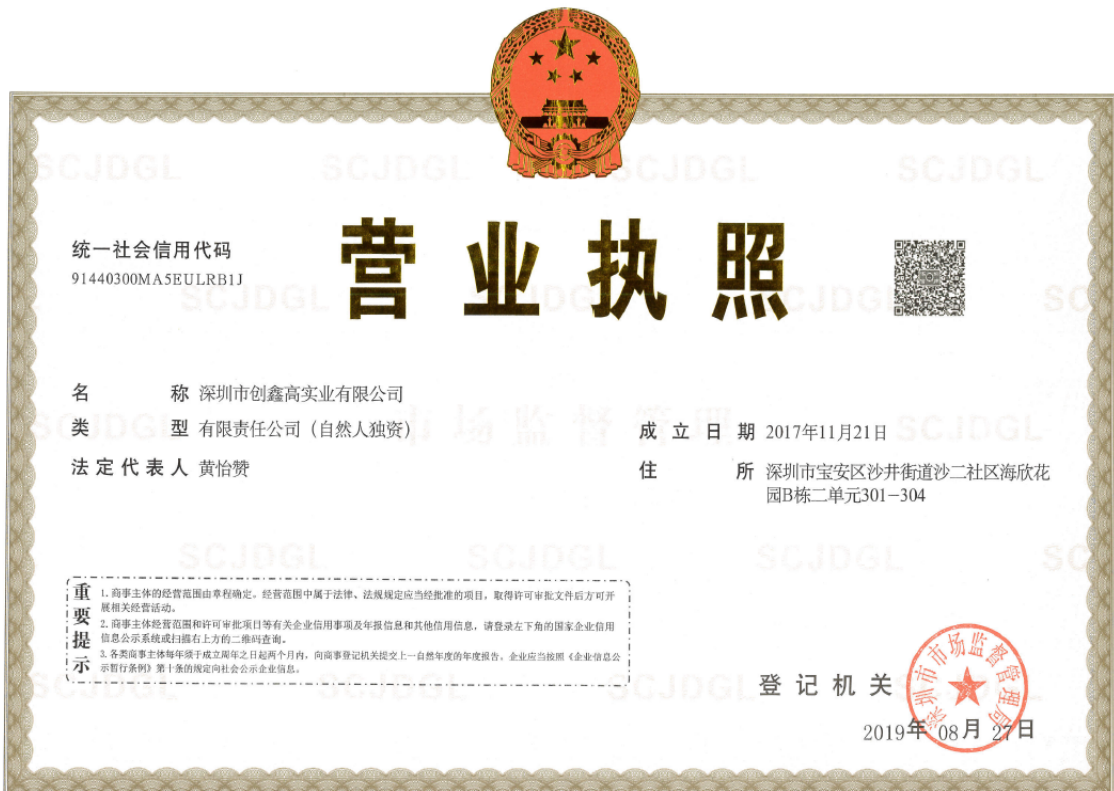 营业执照
统一社会信用代码
91440300MA5EULRB1J
名称 深圳市创鑫高实业有限公司
类型 有限责任公司（自然人独资）
法定代表人 黄怡赞
成立日期 2017年11月21日
住所 深圳市宝安区沙井街道沙二社区海欣花
园B栋二单元301-304
市场监督管理
SCJDGL
重要提示
1. 商事主体的经营范围由章程确定。经营范围中属于法律、法规规定应当经批准的项目，取得许可审批文件后方可开
展相关经营活动。
2. 商事主体经营范围和许可审批项目等有关企业信用事项及年报信息和其他信用信息，请登录左下角的国家企业信用
信息公示系统或扫描右上方的二维码查询。
3. 各类商事主体每年须于成立周年之日起两个月内，向商事登记机关提交上一自然年度的年度报告。企业应当按照《企业信息公
示暂行条例》第十条的规定向社会公示企业信息。
登记机关
深圳市市场监督管理局
2019年08月27日